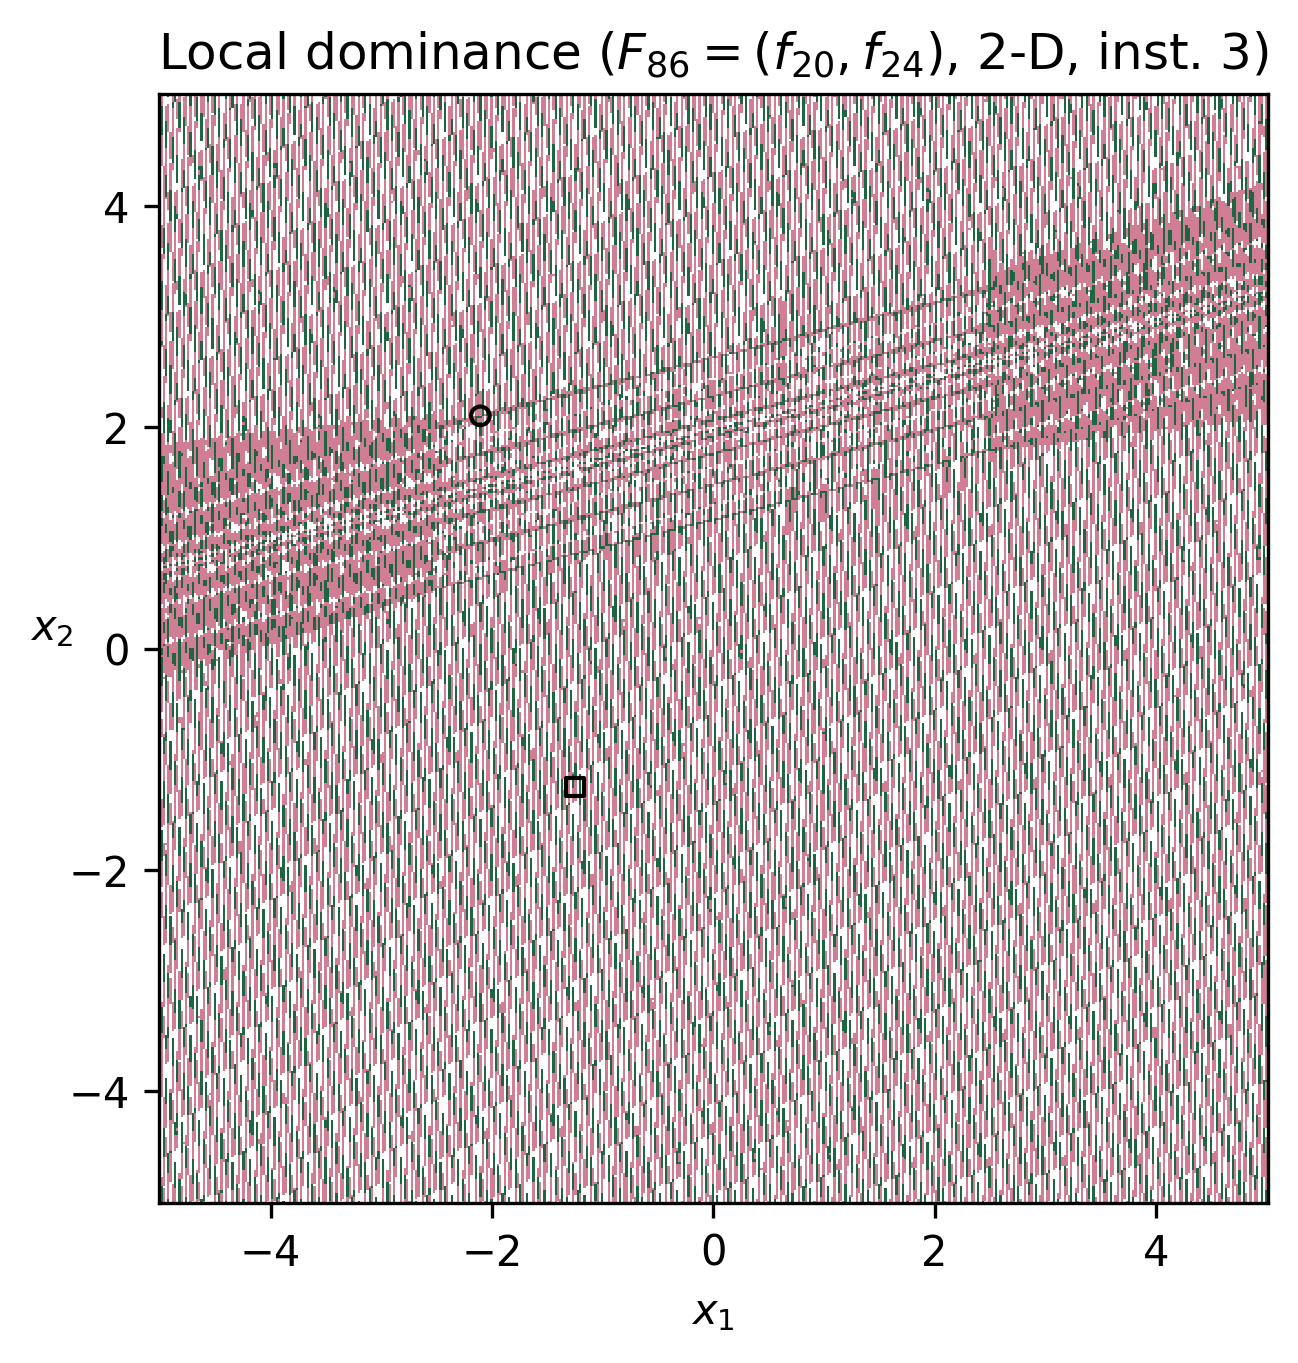 Local dominance (F₈₆ = (f₂₀, f₂₄), 2-D, inst. 3)
4
2
x₂
0
−2
−4
−4 −2 0 2 4
x₁